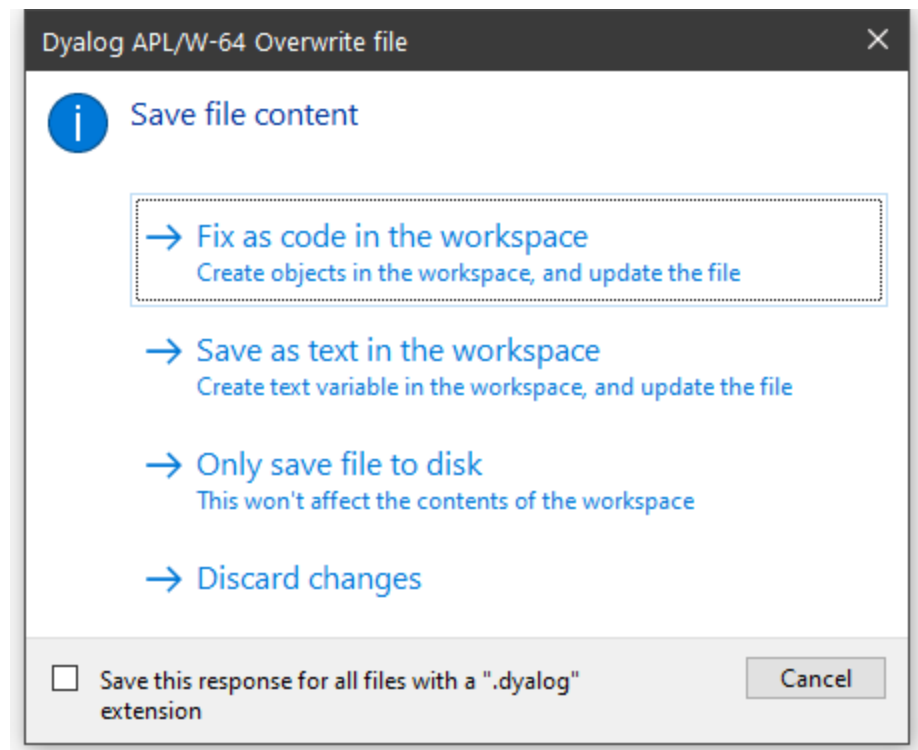 Dyalog APL/W-64 Overwrite file
Save file content
Fix as code in the workspace
Create objects in the workspace, and update the file
Save as text in the workspace
Create text variable in the workspace, and update the file
Only save file to disk
This won't affect the contents of the workspace
Discard changes
Save this response for all files with a ".dyalog"
extension
Cancel